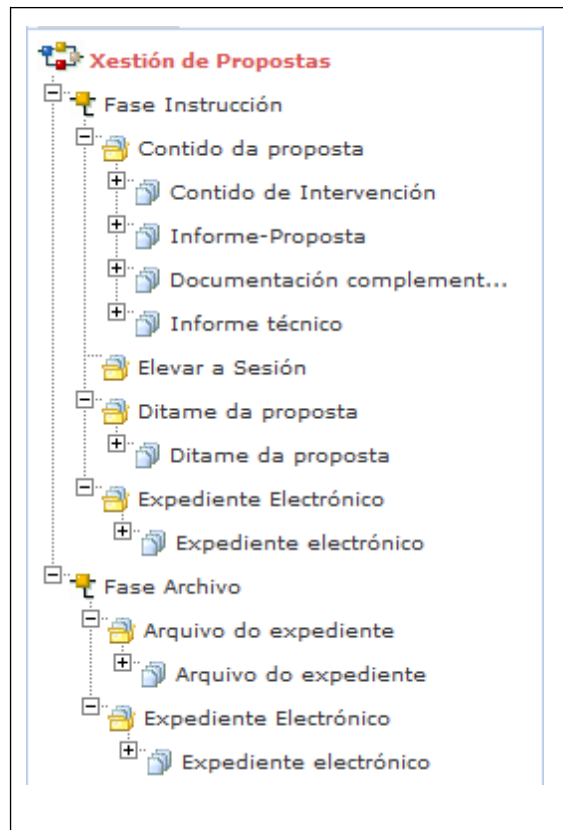 Xestión de Propostas
Fase Instrucción
Contido da proposta
Contido de Intervención
Informe-Proposta
Documentación complement...
Informe técnico
Elevar a Sesión
Ditame da proposta
Ditame da proposta
Expediente Electrónico
Expediente electrónico
Fase Archivo
Arquivo do expediente
Arquivo do expediente
Expediente Electrónico
Expediente electrónico